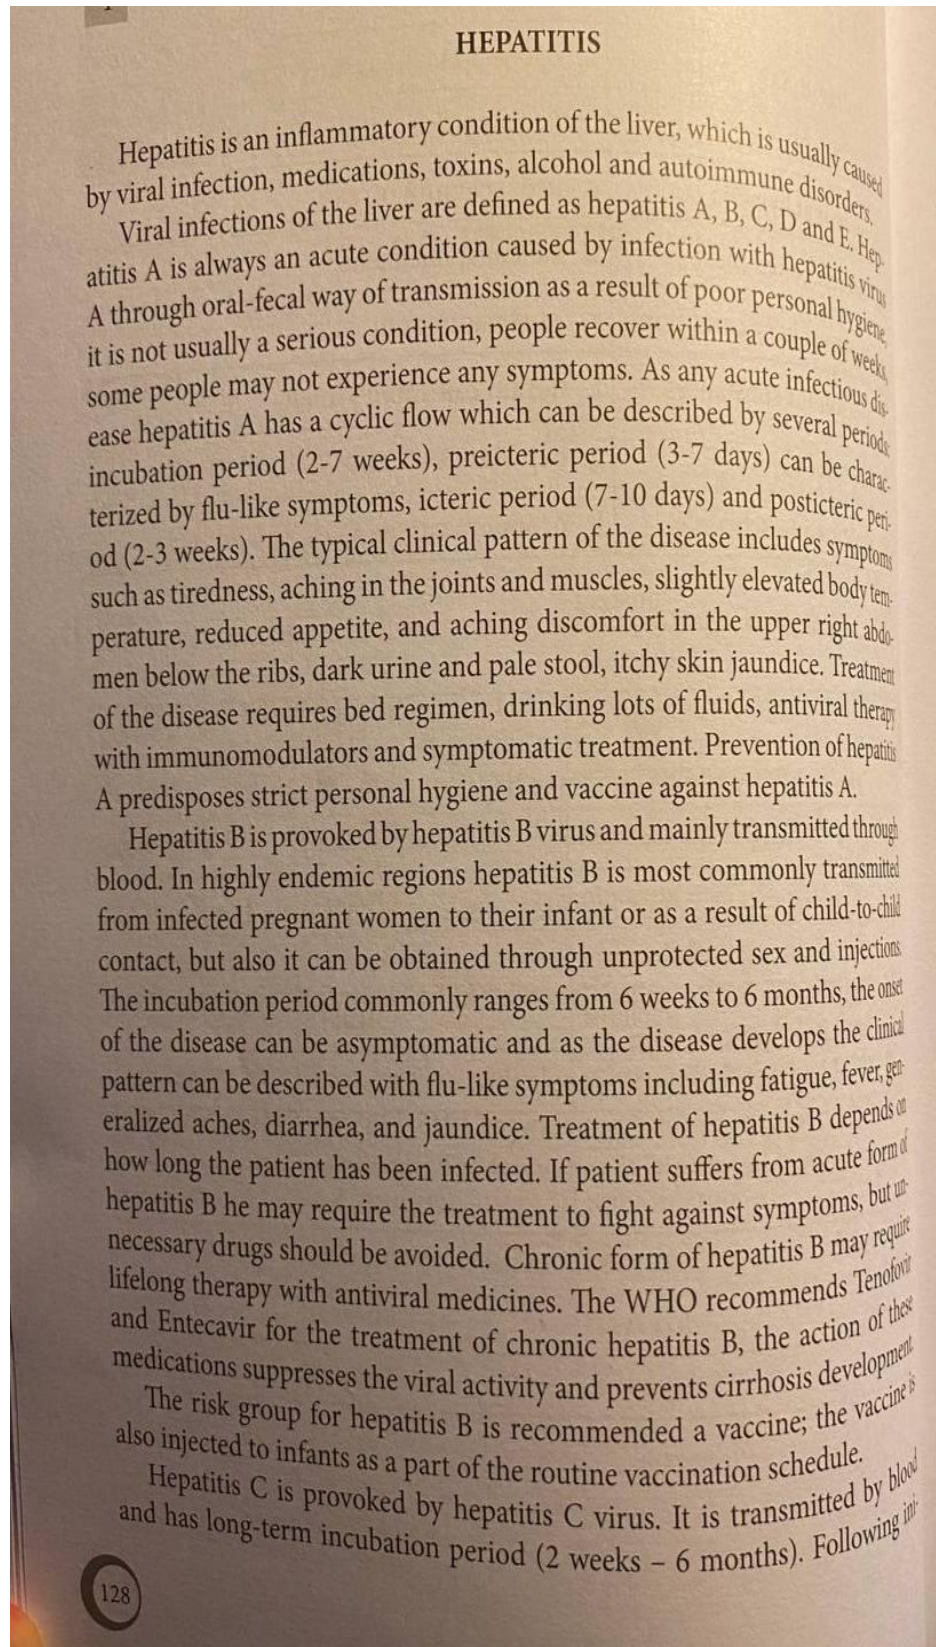 HEPATITIS
Hepatitis is an inflammatory condition of the liver, which is usually caused
by viral infection, medications, toxins, alcohol and autoimmune disorders.
Viral infections of the liver are defined as hepatitis A, B, C, D and E. Hep-
atitis A is always an acute condition caused by infection with hepatitis virus
A through oral-fecal way of transmission as a result of poor personal hygiene,
it is not usually a serious condition, people recover within a couple of weeks,
some people may not experience any symptoms. As any acute infectious dis-
ease hepatitis A has a cyclic flow which can be described by several periods:
incubation period (2-7 weeks), preicteric period (3-7 days) can be charac-
terized by flu-like symptoms, icteric period (7-10 days) and posticteric peri-
od (2-3 weeks). The typical clinical pattern of the disease includes symptoms
such as tiredness, aching in the joints and muscles, slightly elevated body tem-
perature, reduced appetite, and aching discomfort in the upper right abdo-
men below the ribs, dark urine and pale stool, itchy skin jaundice. Treatment
of the disease requires bed regimen, drinking lots of fluids, antiviral therapy
with immunomodulators and symptomatic treatment. Prevention of hepatitis
A predisposes strict personal hygiene and vaccine against hepatitis A.
Hepatitis B is provoked by hepatitis B virus and mainly transmitted through
blood. In highly endemic regions hepatitis B is most commonly transmitted
from infected pregnant women to their infant or as a result of child-to-child
contact, but also it can be obtained through unprotected sex and injections.
The incubation period commonly ranges from 6 weeks to 6 months, the onset
of the disease can be asymptomatic and as the disease develops the clinical
pattern can be described with flu-like symptoms including fatigue, fever, gen-
eralized aches, diarrhea, and jaundice. Treatment of hepatitis B depends on
how long the patient has been infected. If patient suffers from acute form of
hepatitis B he may require the treatment to fight against symptoms, but un-
necessary drugs should be avoided. Chronic form of hepatitis B may require
lifelong therapy with antiviral medicines. The WHO recommends Tenofovir
and Entecavir for the treatment of chronic hepatitis B, the action of these
medications suppresses the viral activity and prevents cirrhosis development.
The risk group for hepatitis B is recommended a vaccine; the vaccine is
also injected to infants as a part of the routine vaccination schedule.
Hepatitis C is provoked by hepatitis C virus. It is transmitted by blood
and has long-term incubation period (2 weeks – 6 months). Following ini-
128